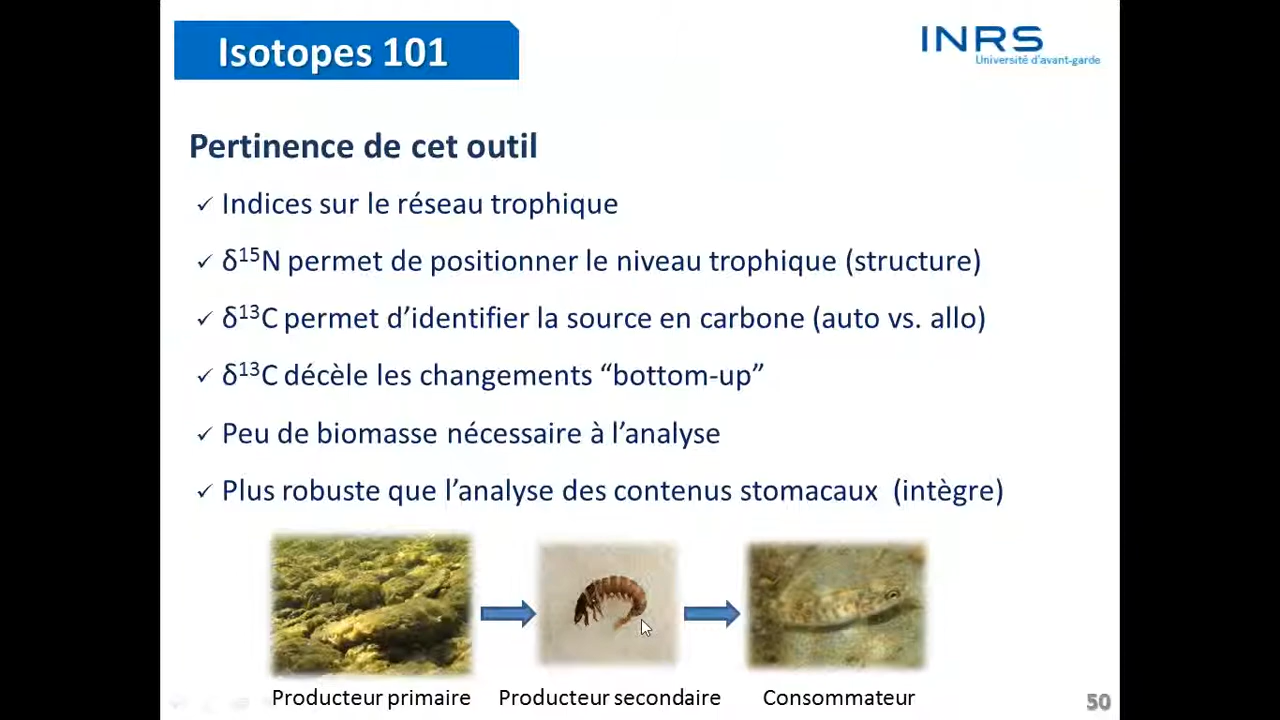 Isotopes 101
INRS
Université d'avant-garde
Pertinence de cet outil
✓ Indices sur le réseau trophique
✓ δ¹⁵N permet de positionner le niveau trophique (structure)
✓ δ¹³C permet d’identifier la source en carbone (auto vs. allo)
✓ δ¹³C décèle les changements “bottom-up”
✓ Peu de biomasse nécessaire à l’analyse
✓ Plus robuste que l’analyse des contenus stomacaux (intègre)
Producteur primaire
Producteur secondaire
Consommateur
50